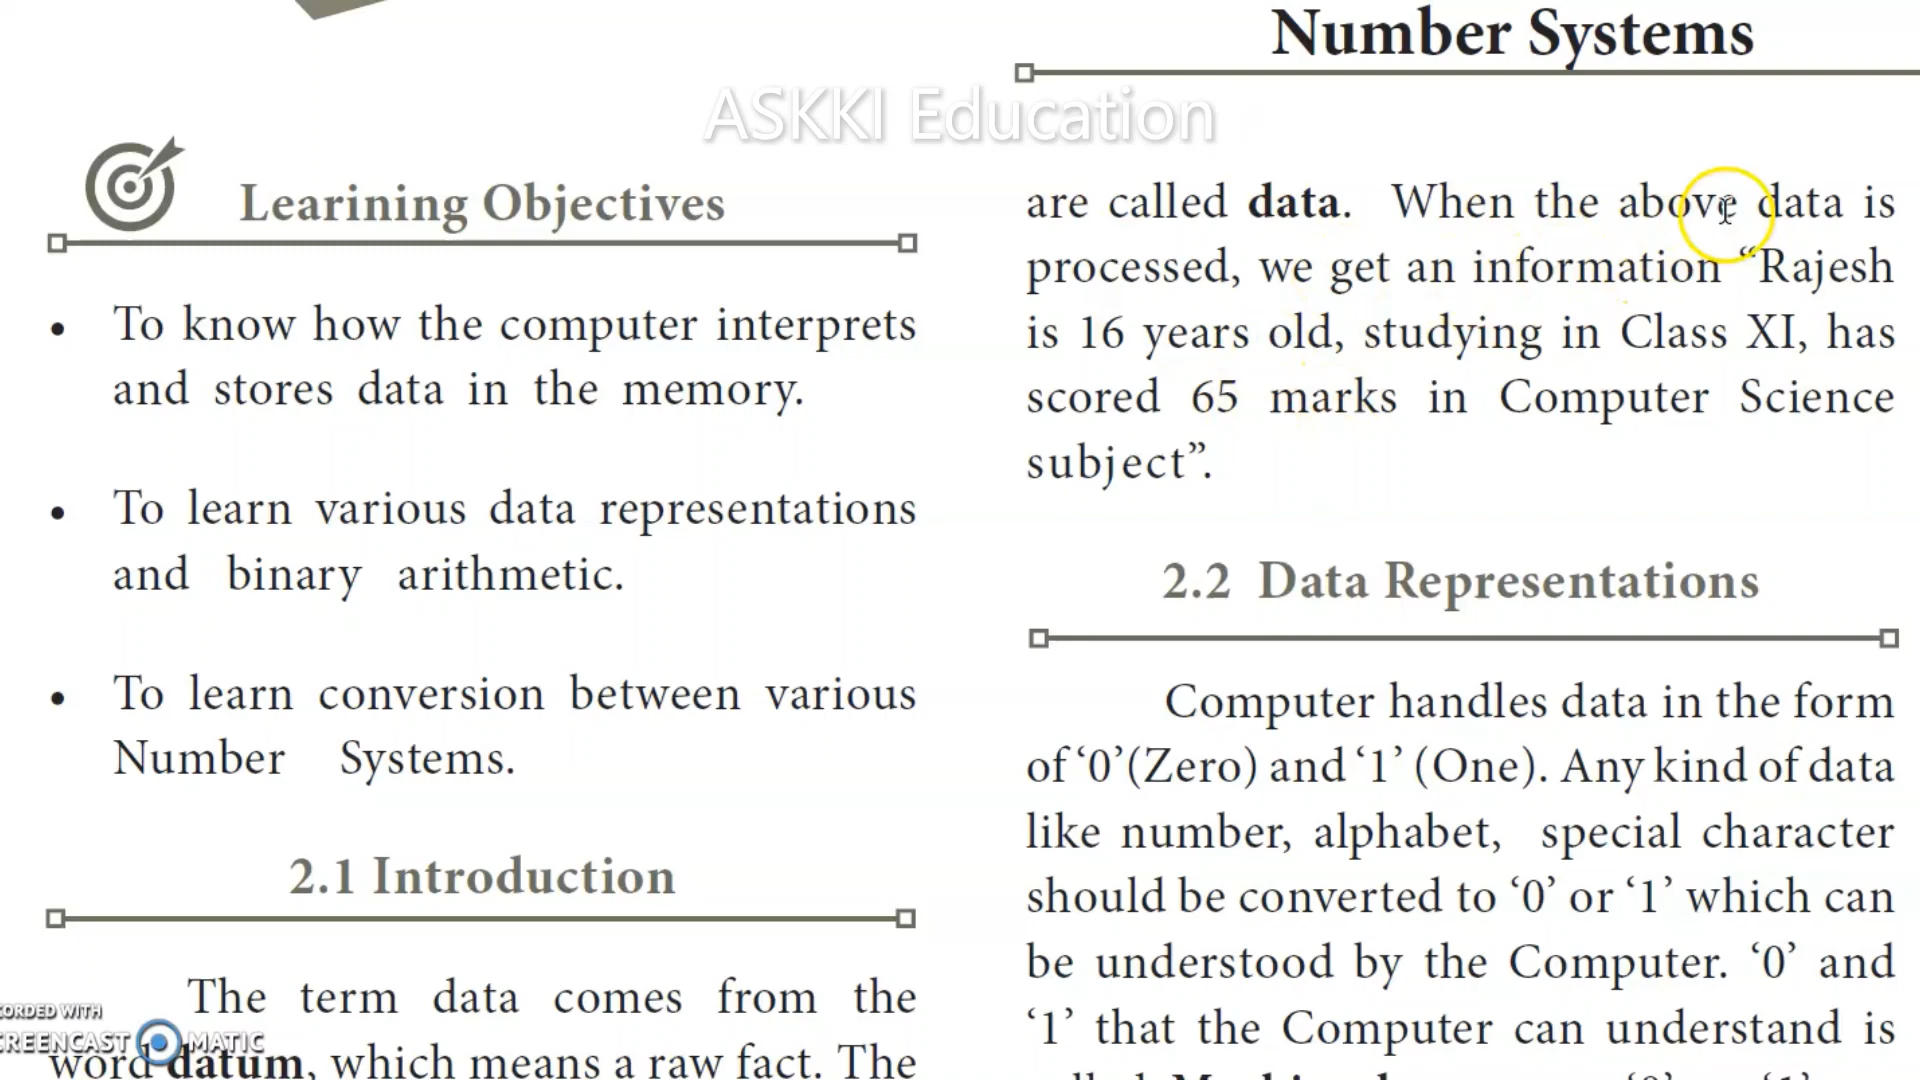 Number Systems
ASKKI Education
Learining Objectives
• To know how the computer interprets
and stores data in the memory.
• To learn various data representations
and binary arithmetic.
• To learn conversion between various
Number Systems.
2.1 Introduction
The term data comes from the
word datum, which means a raw fact. The
are called data. When the above data is
processed, we get an information “Rajesh
is 16 years old, studying in Class XI, has
scored 65 marks in Computer Science
subject”.
2.2 Data Representations
Computer handles data in the form
of ‘0’(Zero) and ‘1’ (One). Any kind of data
like number, alphabet, special character
should be converted to ‘0’ or ‘1’ which can
be understood by the Computer. ‘0’ and
‘1’ that the Computer can understand is
CORDED WITH
CREENCAST MATIC